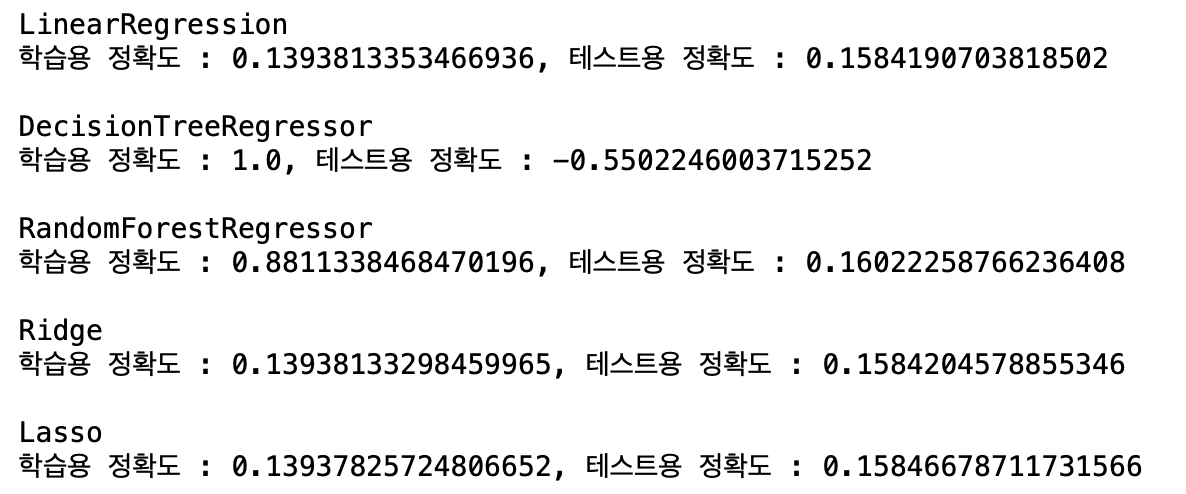 LinearRegression
학습용 정확도 : 0.1393813353466936, 테스트용 정확도 : 0.1584190703818502
DecisionTreeRegressor
학습용 정확도 : 1.0, 테스트용 정확도 : -0.5502246003715252
RandomForestRegressor
학습용 정확도 : 0.8811338468470196, 테스트용 정확도 : 0.16022258766236408
Ridge
학습용 정확도 : 0.13938133298459965, 테스트용 정확도 : 0.1584204578855346
Lasso
학습용 정확도 : 0.13937825724806652, 테스트용 정확도 : 0.15846678711731566